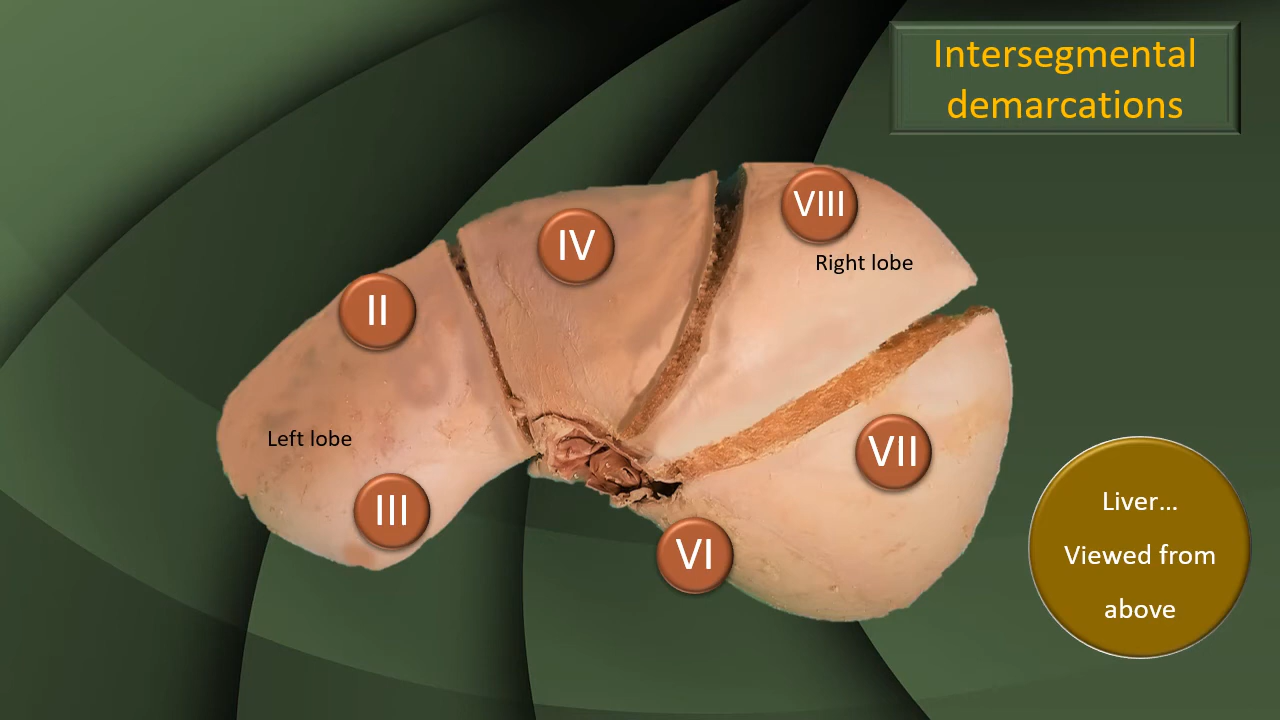 Intersegmental
demarcations
VIII
IV
Right lobe
II
Left lobe
VII
III
VI
Liver...
Viewed from
above